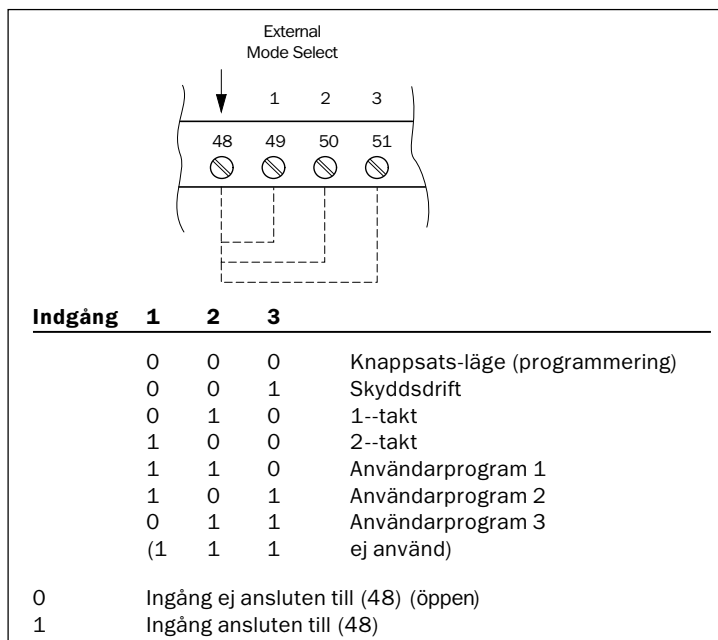 External
Mode Select
1 2 3
48 49 50 51
Indgång 1 2 3
0 0 0 Knappsats-läge (programmering)
0 0 1 Skyddsdrift
0 1 0 1--takt
1 0 0 2--takt
1 1 0 Användarprogram 1
1 0 1 Användarprogram 2
0 1 1 Användarprogram 3
(1 1 1 ej använd)
0 Ingång ej ansluten till (48) (öppen)
1 Ingång ansluten till (48)